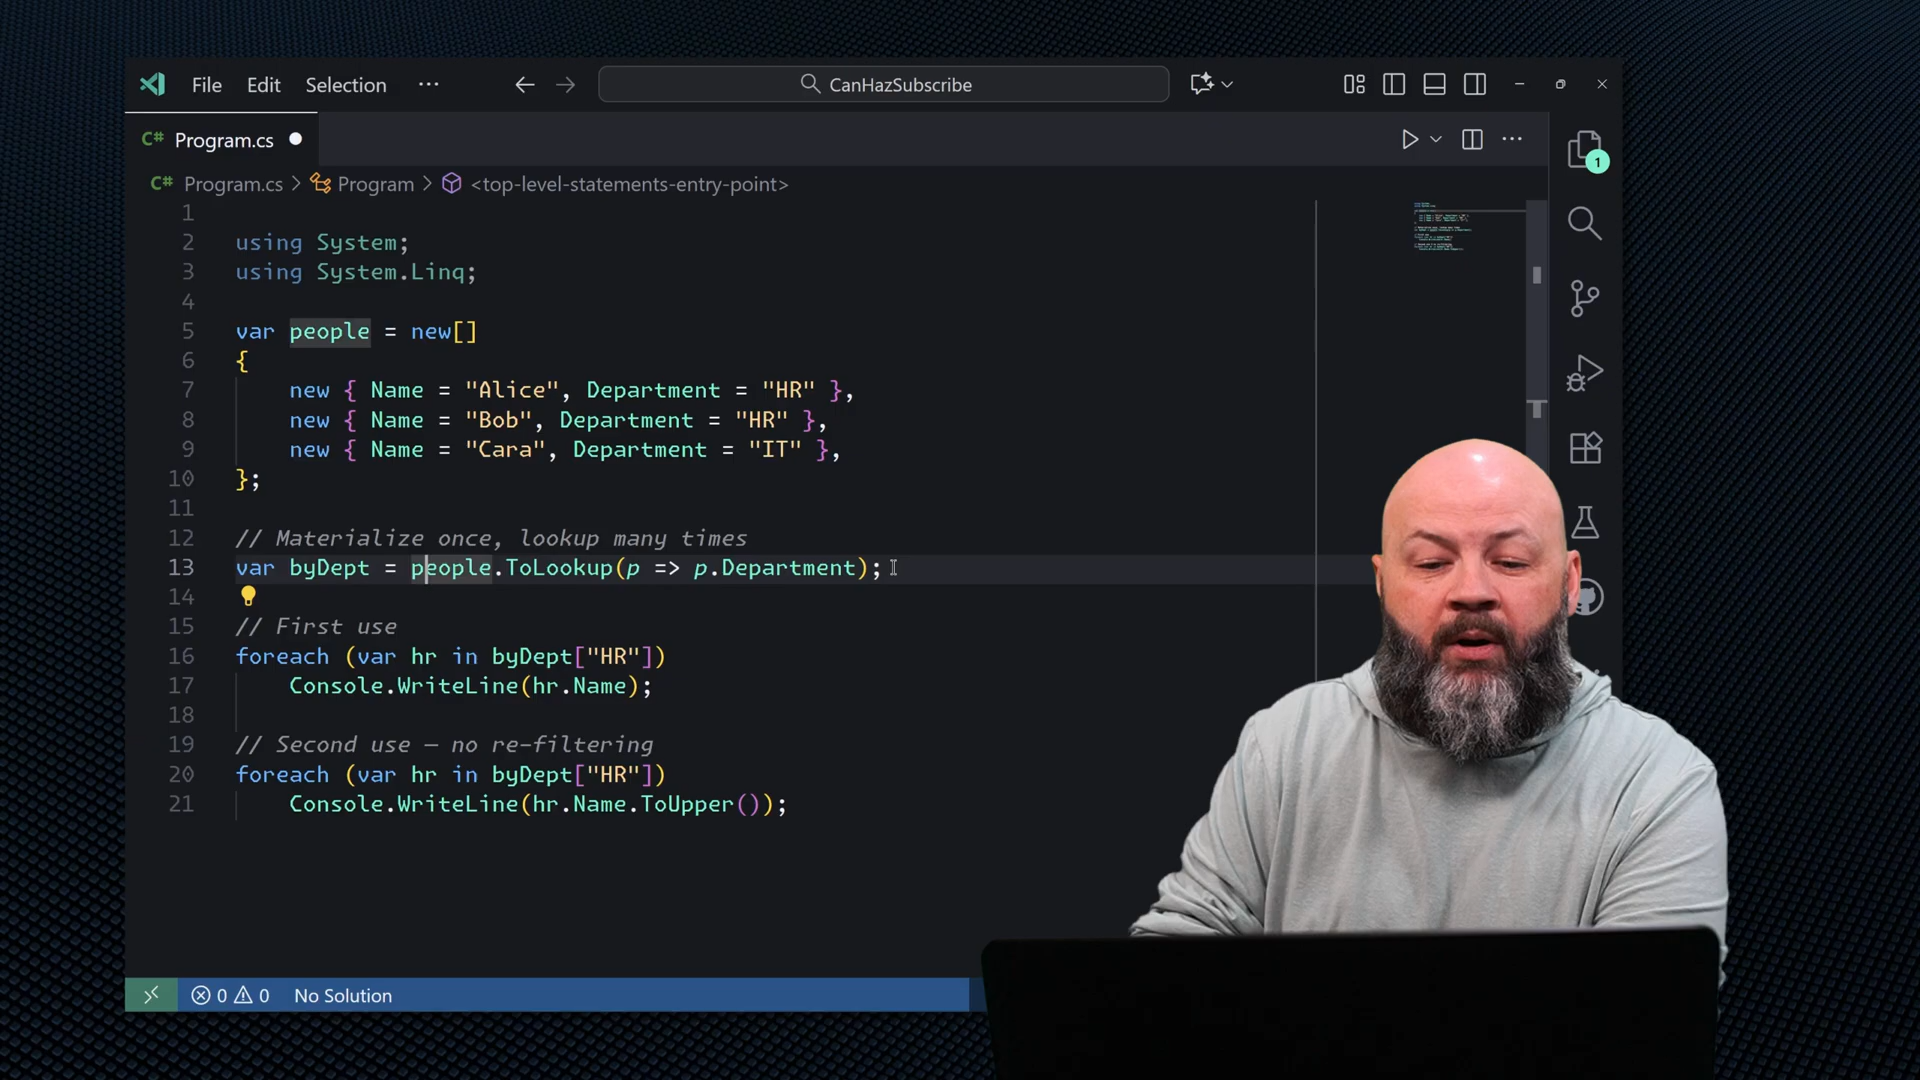 File Edit Selection ··· CanHazSubscribe
C# Program.cs
C# Program.cs > Program > <top-level-statements-entry-point>
1
1
2 using System;
3 using System.Linq;
4
5 var people = new[]
6 {
7 new { Name = "Alice", Department = "HR" },
8 new { Name = "Bob", Department = "HR" },
9 new { Name = "Cara", Department = "IT" },
10 };
11
12 // Materialize once, lookup many times
13 var byDept = people.ToLookup(p => p.Department);
14
15 // First use
16 foreach (var hr in byDept["HR"])
17 Console.WriteLine(hr.Name);
18
19 // Second use — no re-filtering
20 foreach (var hr in byDept["HR"])
21 Console.WriteLine(hr.Name.ToUpper());
0 0 No Solution